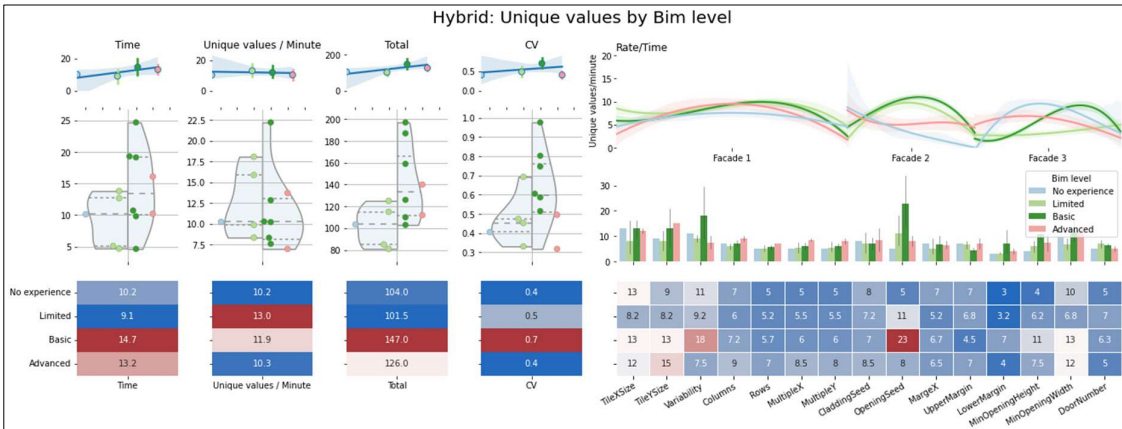 Hybrid: Unique values by Bim level
Time
Unique values / Minute
Total
CV
20
0
20
0
200
0
0.5
0.0
25
20
15
10
5
22.5
20.0
17.5
15.0
12.5
10.0
7.5
200
180
160
140
120
100
80
1.0
0.9
0.8
0.7
0.6
0.5
0.4
0.3
No experience
Limited
Basic
Advanced
10.2
9.1
14.7
13.2
Time
10.2
13.0
11.9
10.3
Unique values / Minute
104.0
101.5
147.0
126.0
Total
0.4
0.5
0.7
0.4
CV
Rate/Time
Unique values/minute
20
15
10
5
0
Facade 1
Facade 2
Facade 3
30
20
10
0
Bim level
No experience
Limited
Basic
Advanced
13 9 11 7 5 5 5 8 5 7 7 3 4 10 5
8.2 8.2 9.2 6 5.2 5.5 5.5 7.2 11 5.2 6.8 3.2 6.2 6.8 7
13 13 18 7.2 5.7 6 6 7 23 6.7 4.5 7 11 13 6.3
12 15 7.5 9 7 8.5 8 8.5 8 6.5 7 4 7.5 12 5
TileXSize
TileYSize
Variability
Columns
Rows
MultipleX
MultipleY
CladdingSeed
OpeningSeed
MargeX
UpperMargin
LowerMargin
MinOpeningHeight
MinOpeningWidth
DoorNumber